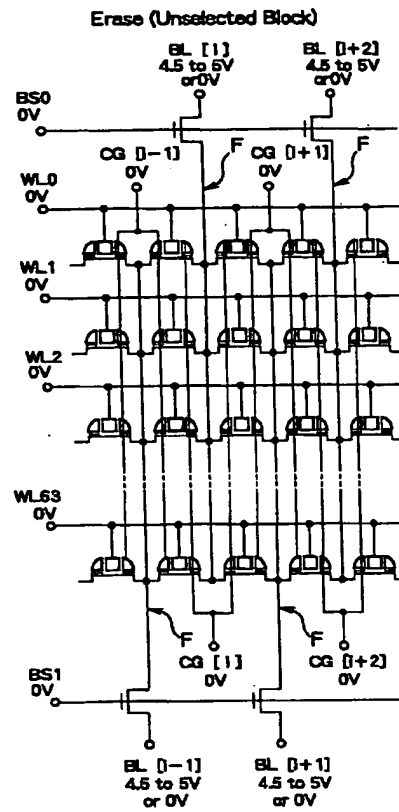 Erase (Unselected Block)
BL [i] BL [i+2]
4.5 to 5V 4.5 to 5V
or0V or0V
BS0
0V
F F
CG [i-1] CG [i+1]
0V 0V
WL0
0V
WL1
0V
WL2
0V
WL63
0V
F F
CG [i] CG [i+2]
0V 0V
BS1
0V
BL [i-1] BL [i+1]
4.5 to 5V 4.5 to 5V
or 0V or 0V